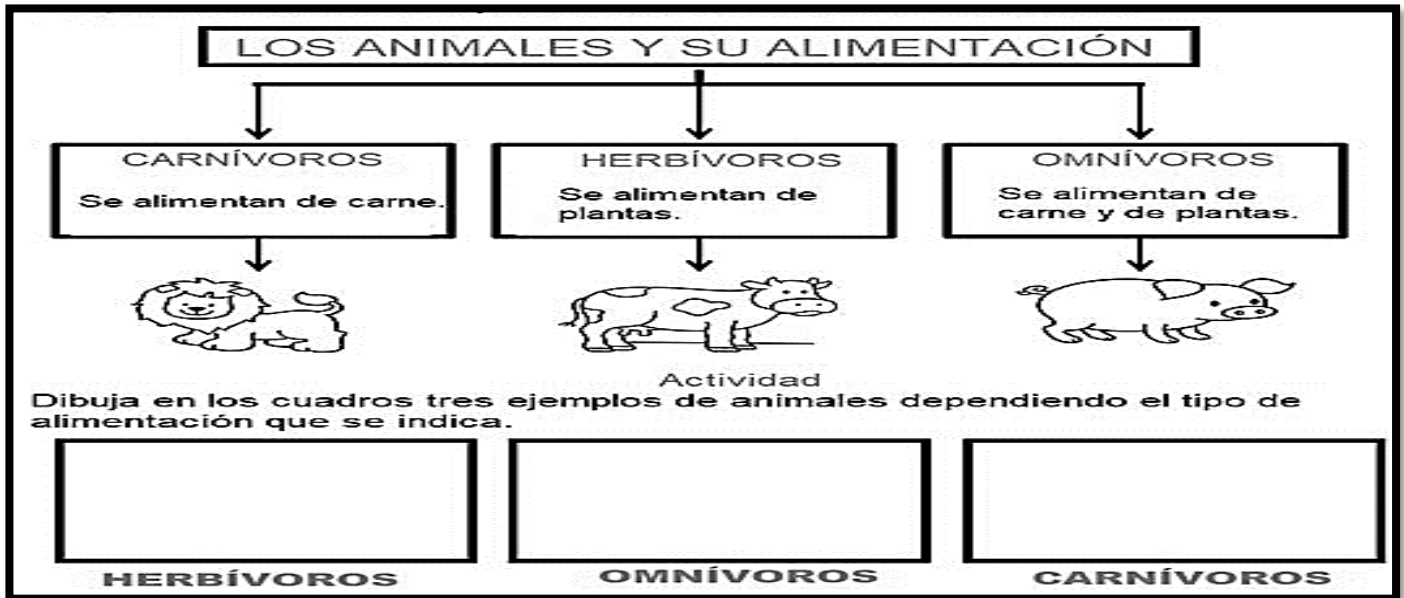 LOS ANIMALES Y SU ALIMENTACIÓN
CARNÍVOROS
Se alimentan de carne.
HERBÍVOROS
Se alimentan de
plantas.
OMNÍVOROS
Se alimentan de
carne y de plantas.
Actividad
Dibuja en los cuadros tres ejemplos de animales dependiendo el tipo de
alimentación que se indica.
HERBÍVOROS
OMNÍVOROS
CARNÍVOROS